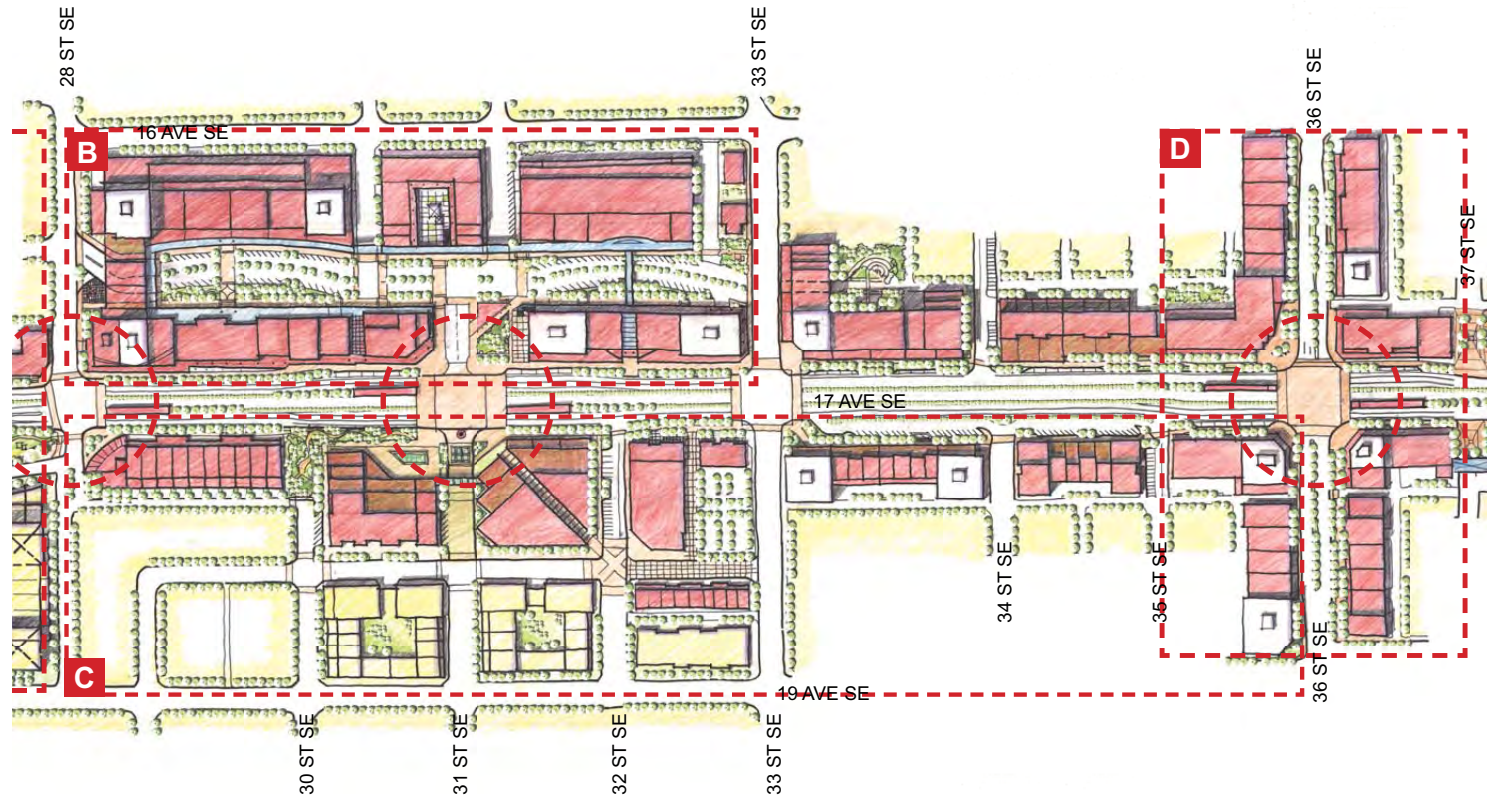 28 ST SE
33 ST SE
36 ST SE
16 AVE SE
B
D
37 ST SE
17 AVE SE
34 ST SE
35 ST SE
36 ST SE
C
19 AVE SE
30 ST SE
31 ST SE
32 ST SE
33 ST SE